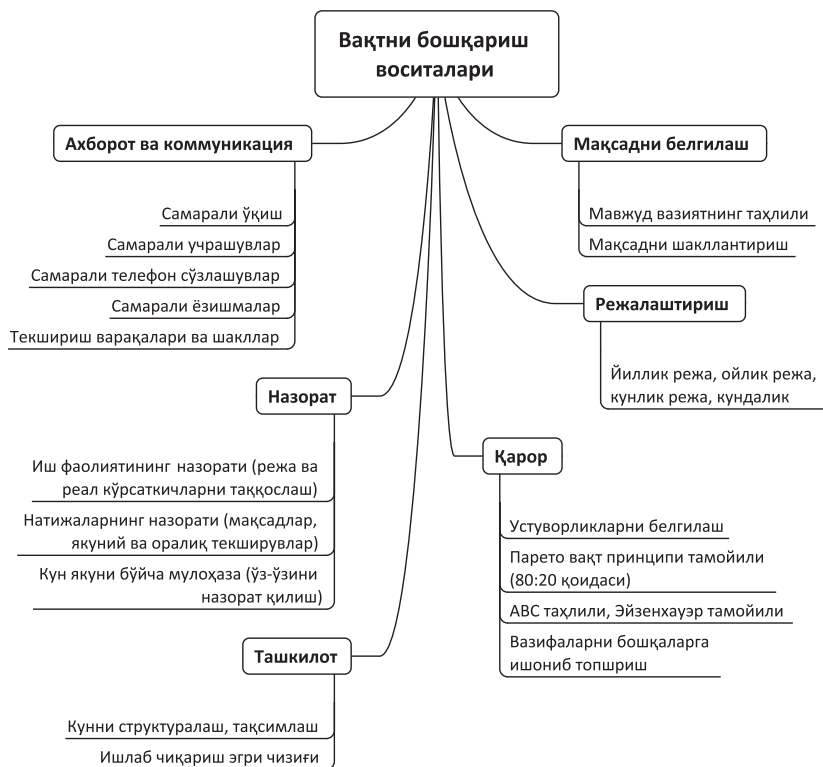 Вақтни бошқариш
воситалари
Ахборот ва коммуникация
Самарали ўқиш
Самарали учрашувлар
Самарали телефон сўзлашувлар
Самарали ёзишмалар
Текшириш варақалари ва шакллар
Мақсадни белгилаш
Мавжуд вазиятнинг таҳлили
Мақсадни шакллантириш
Режалаштириш
Йиллик режа, ойлик режа,
кунлик режа, кундалик
Назорат
Иш фаолиятининг назорати (режа ва
реал кўрсаткичларни таққослаш)
Натижаларнинг назорати (мақсадлар,
якуний ва оралиқ текширувлар)
Кун якуни бўйча мулоҳаза (ўз-ўзини
назорат қилиш)
Қарор
Устуворликларни белгилаш
Парето вақт принципи тамойили
(80:20 қоидаси)
АВС таҳлили, Эйзенхауэр тамойили
Вазифаларни бошқаларга
ишониб топшриш
Ташкилот
Кунни структуралаш, тақсимлаш
Ишлаб чиқариш эгри чизиғи